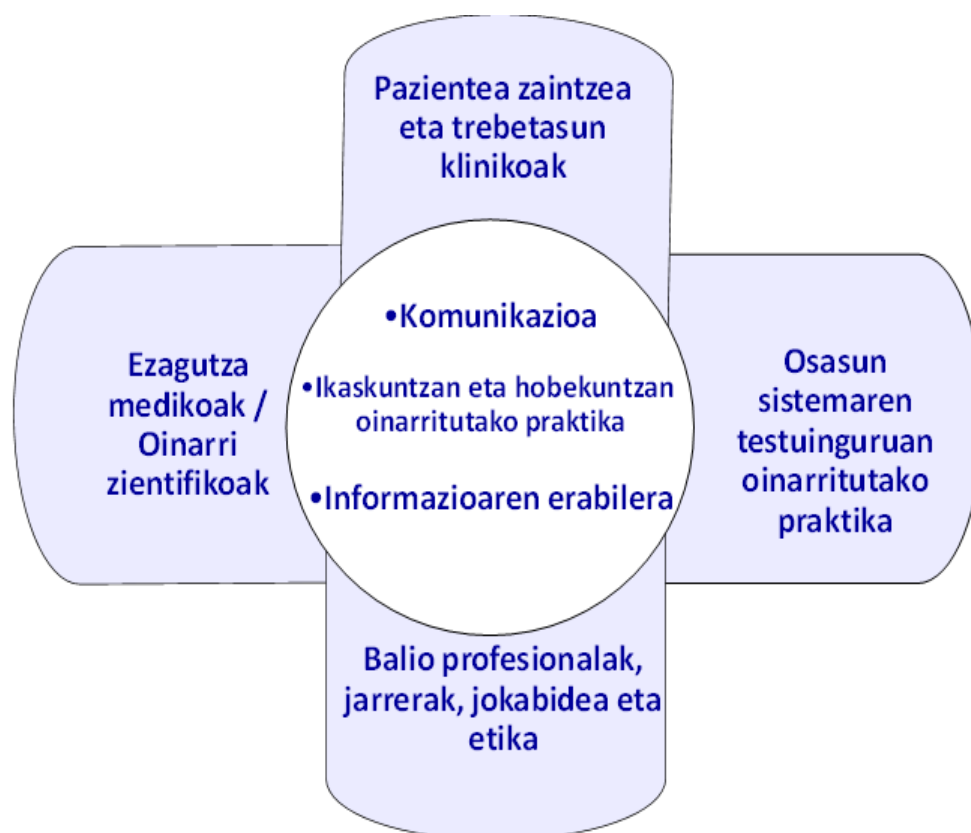 Pazientea zaintzea
eta trebetasun
klinikoak
Ezagutza
medikoak /
Oinarri
zientifikoak
•Komunikazioa
•Ikaskuntzan eta hobekuntzan
oinarritutako praktika
•Informazioaren erabilera
Osasun
sistemaren
testuinguruan
oinarritutako
praktika
Balio profesionalak,
jarrerak, jokabidea eta
etika